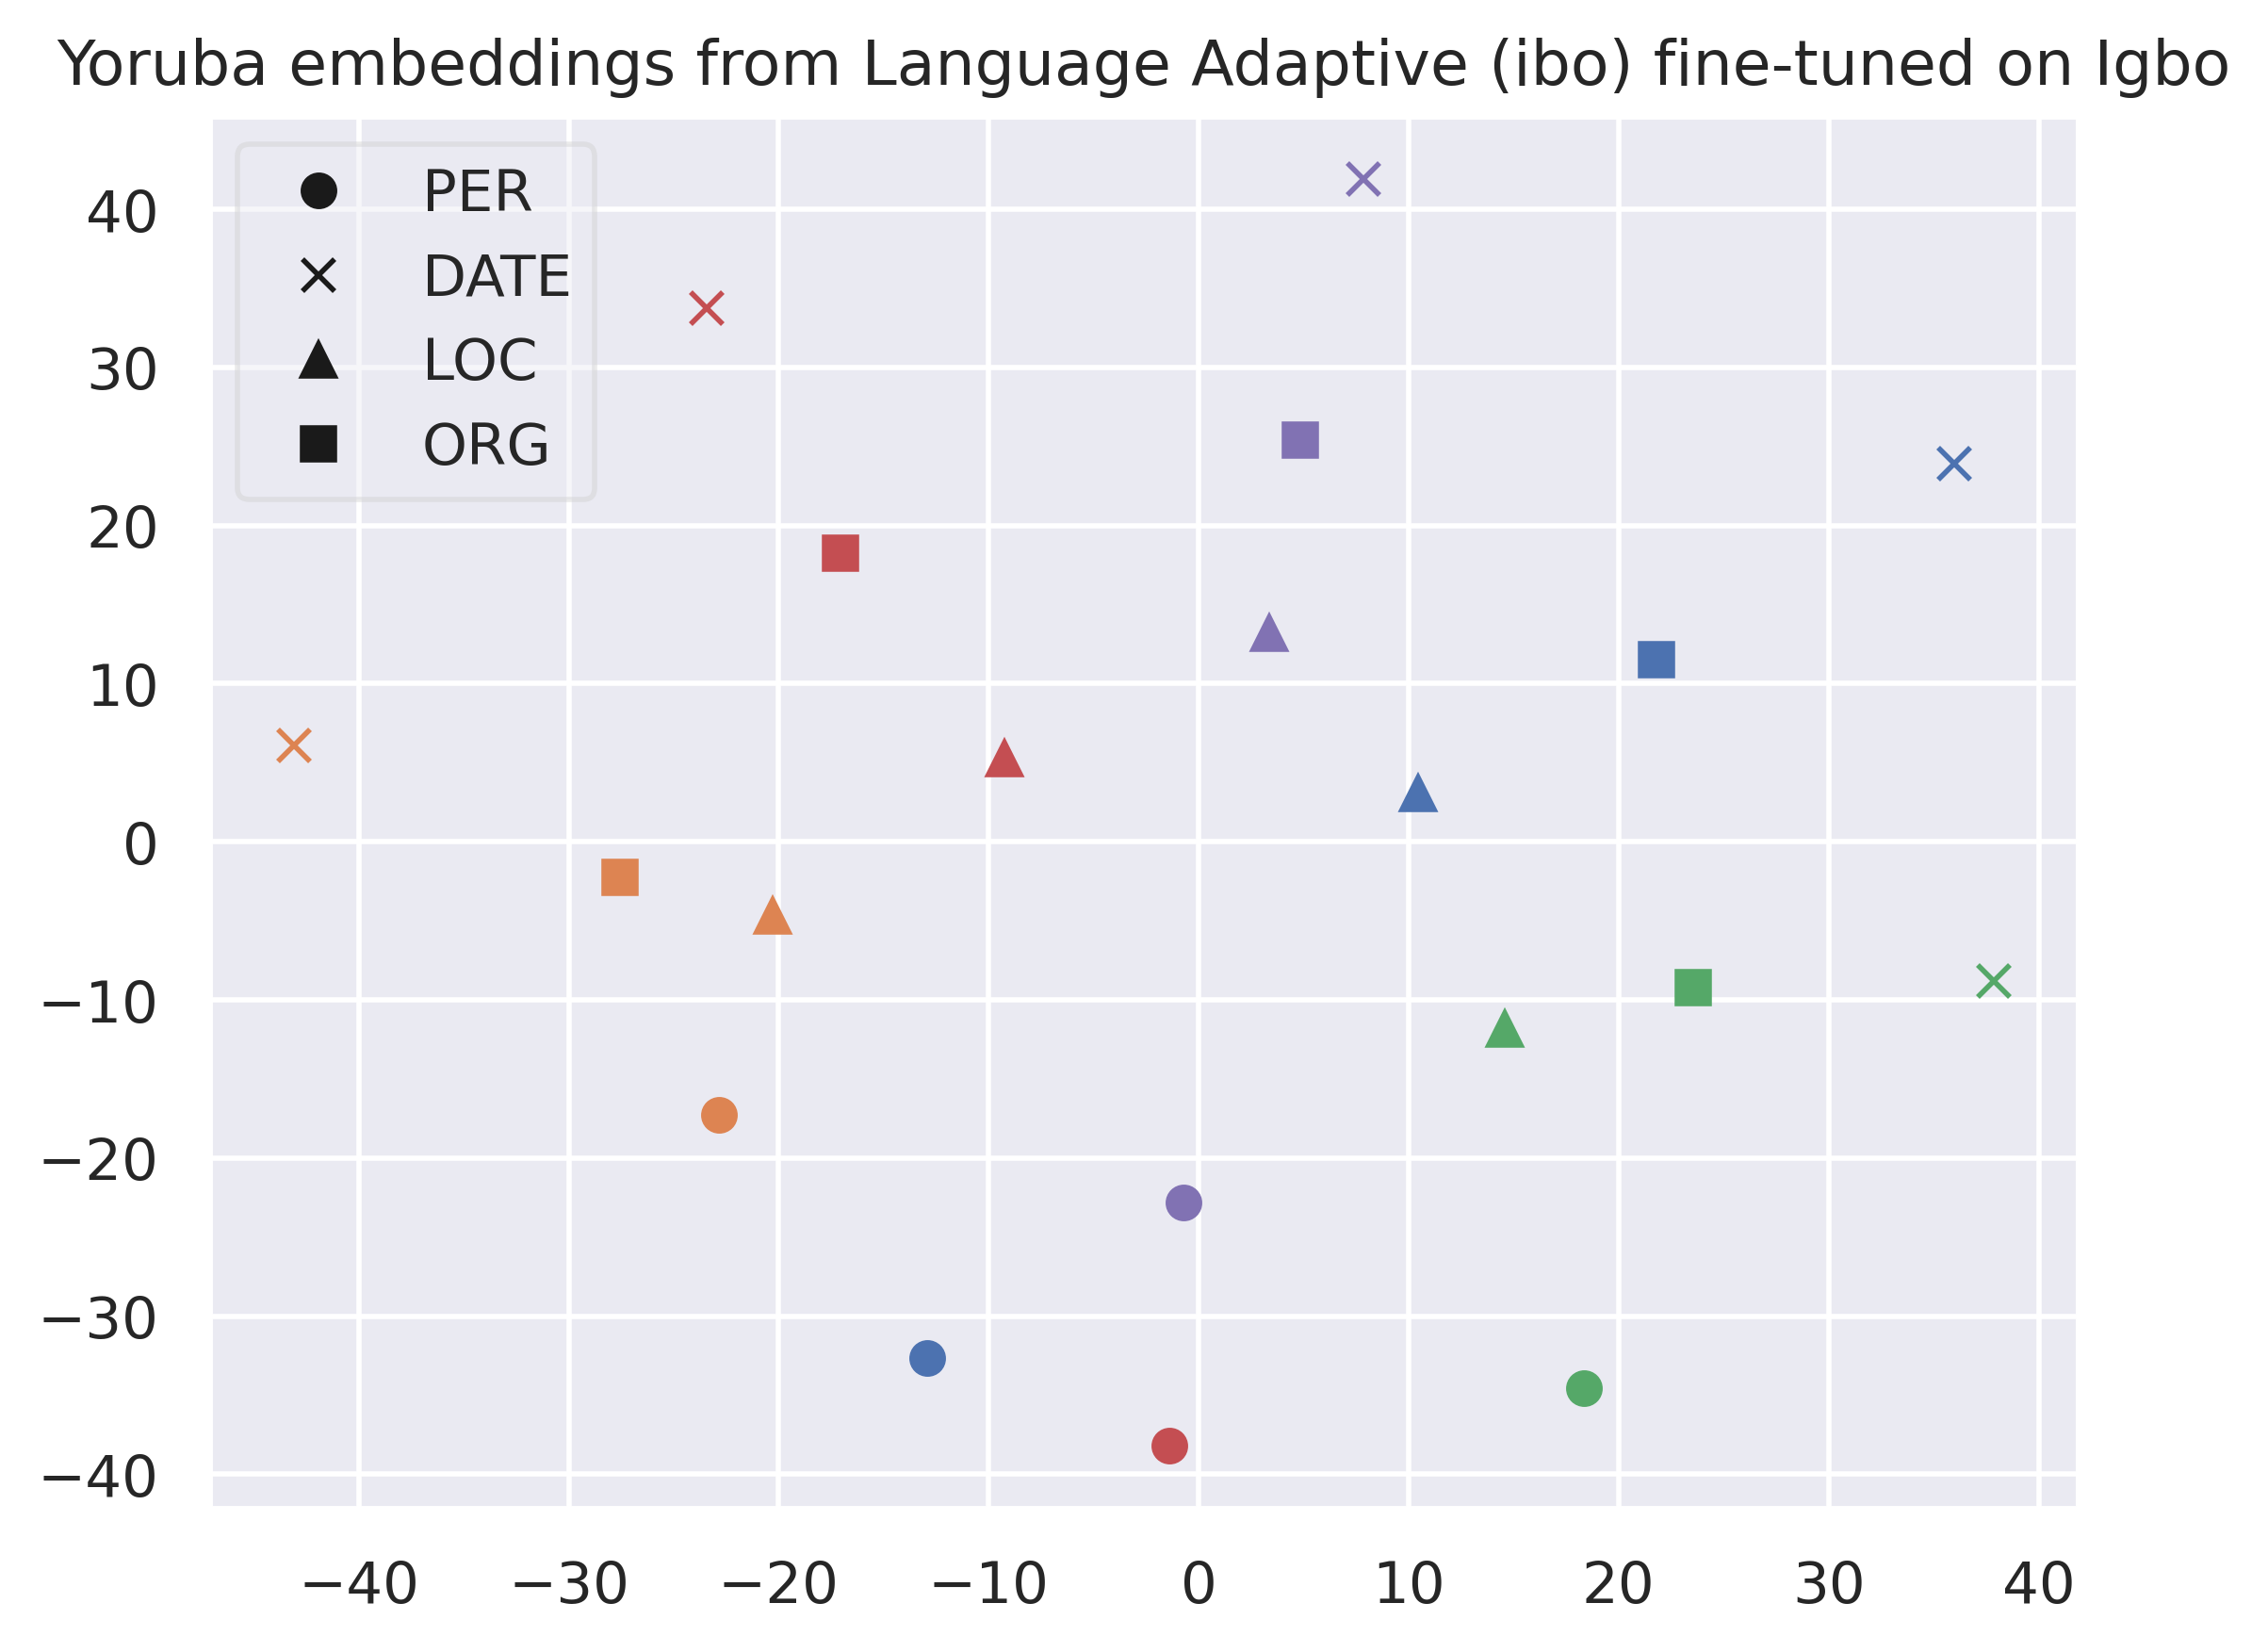 Yoruba embeddings from Language Adaptive (ibo) fine-tuned on Igbo
PER
DATE
LOC
ORG
40
30
20
10
0
−10
−20
−30
−40
−40 −30 −20 −10 0 10 20 30 40